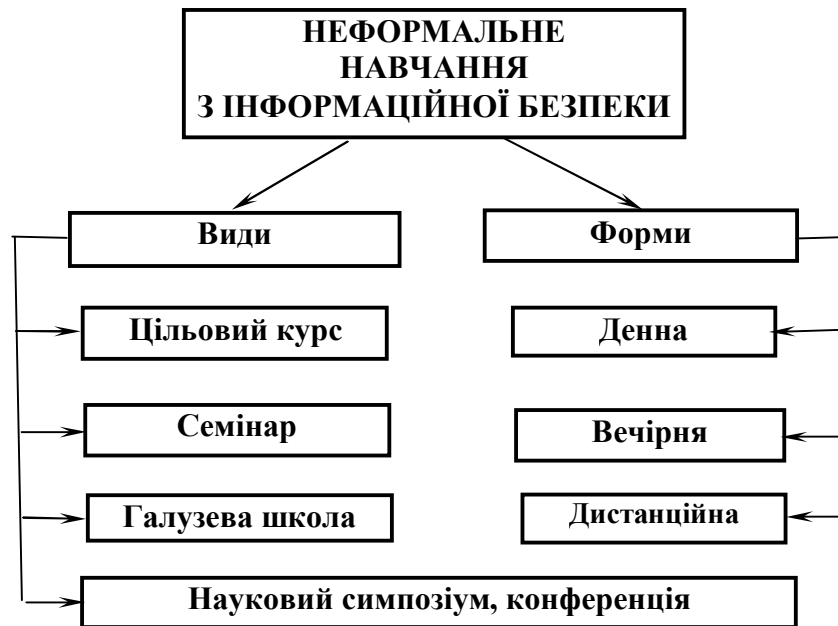 НЕФОРМАЛЬНЕ
НАВЧАННЯ
З ІНФОРМАЦІЙНОЇ БЕЗПЕКИ
Види
Форми
Цільовий курс
Денна
Семінар
Вечірня
Галузева школа
Дистанційна
Науковий симпозіум, конференція